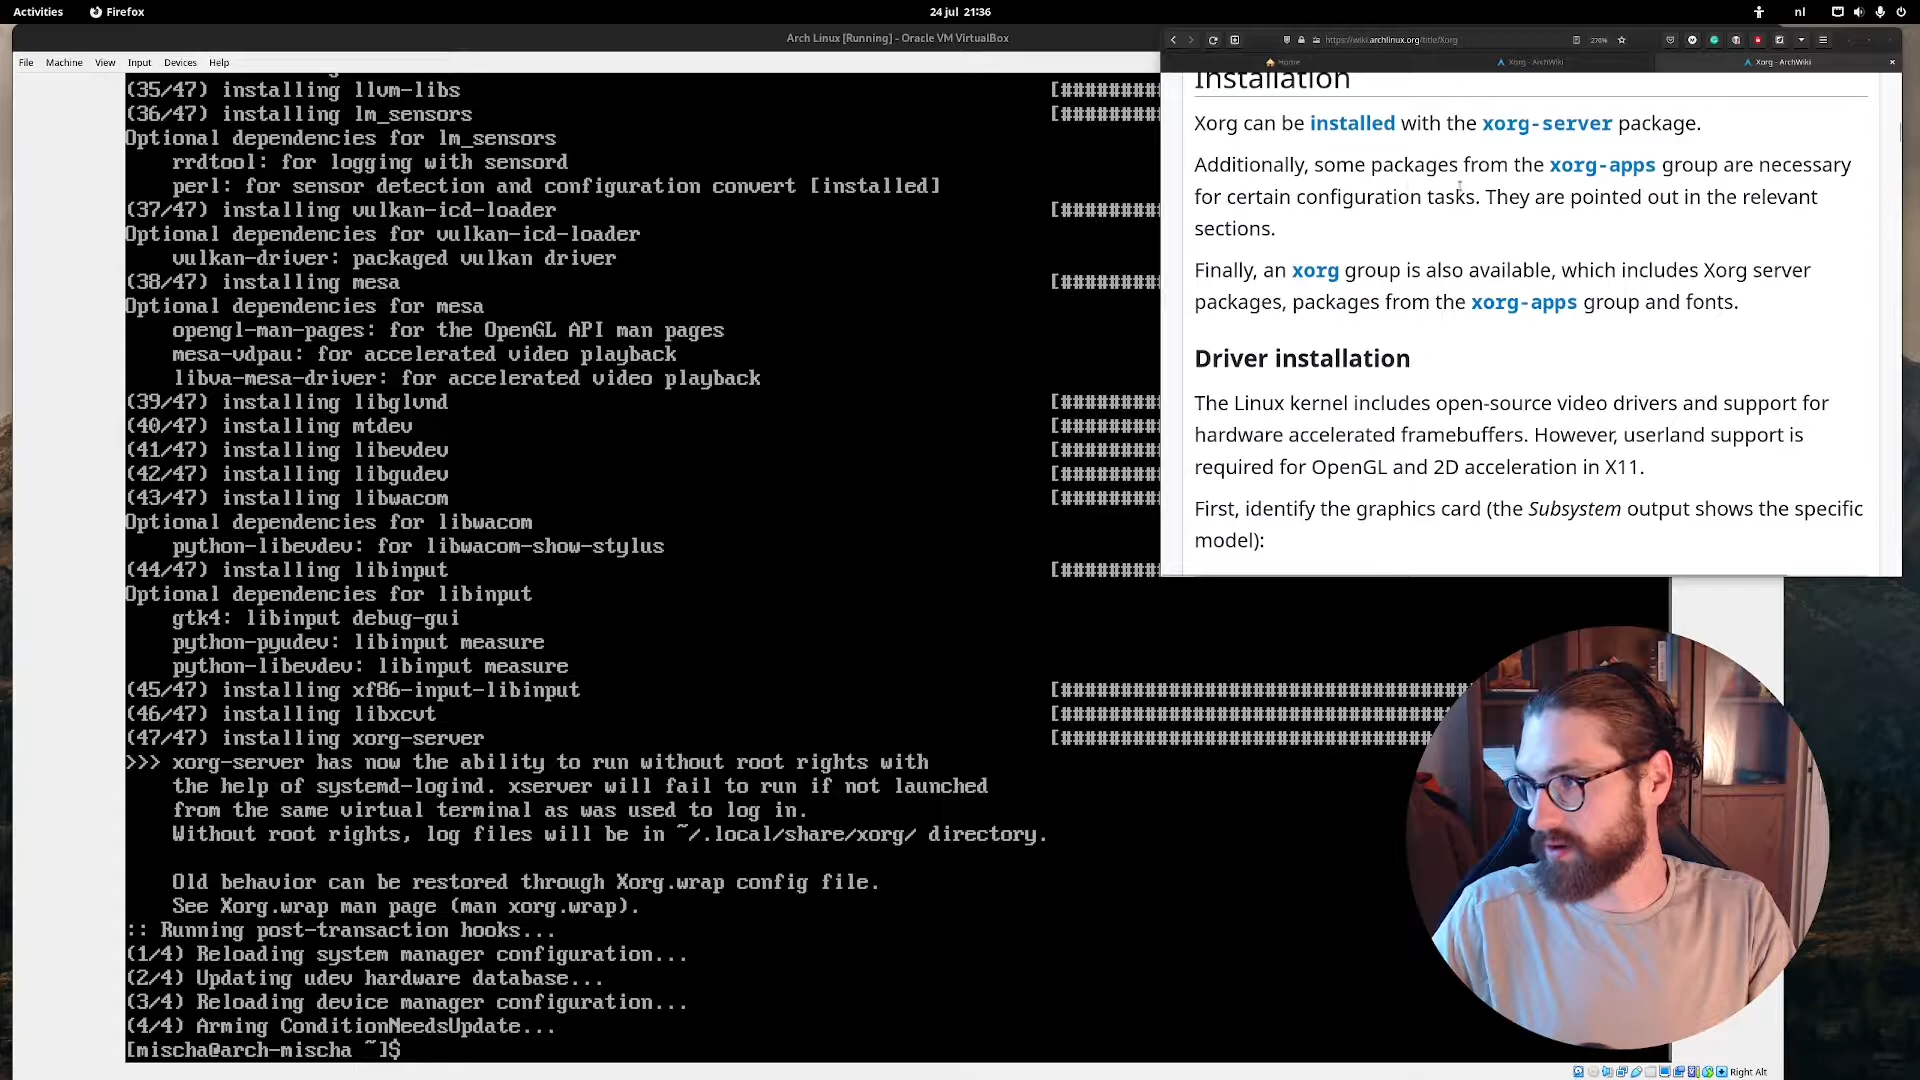 Activities
Firefox
24 jul 21:36
nl
Arch Linux [Running] - Oracle VM VirtualBox
File Machine View Input Devices Help
(35/47) installing llvm-libs [##########
(36/47) installing lm_sensors [##########
Optional dependencies for lm_sensors
rrdtool: for logging with sensord
perl: for sensor detection and configuration convert [installed]
(37/47) installing vulkan-icd-loader [##########
Optional dependencies for vulkan-icd-loader
vulkan-driver: packaged vulkan driver
(38/47) installing mesa [##########
Optional dependencies for mesa
opengl-man-pages: for the OpenGL API man pages
mesa-vdpau: for accelerated video playback
libva-mesa-driver: for accelerated video playback
(39/47) installing libglvnd [##########
(40/47) installing mtdev [##########
(41/47) installing libevdev [##########
(42/47) installing libgudev [##########
(43/47) installing libwacom [##########
Optional dependencies for libwacom
python-libevdev: for libwacom-show-stylus
(44/47) installing libinput [##########
Optional dependencies for libinput
gtk4: libinput debug-gui
python-pyudev: libinput measure
python-libevdev: libinput measure
(45/47) installing xf86-input-libinput [###################################
(46/47) installing libxcvt [#################################
(47/47) installing xorg-server [################################
>>> xorg-server has now the ability to run without root rights with
the help of systemd-logind. xserver will fail to run if not launched
from the same virtual terminal as was used to log in.
Without root rights, log files will be in ~/.local/share/xorg/ directory.
Old behavior can be restored through Xorg.wrap config file.
See Xorg.wrap man page (man xorg.wrap).
:: Running post-transaction hooks...
(1/4) Reloading system manager configuration...
(2/4) Updating udev hardware database...
(3/4) Reloading device manager configuration...
(4/4) Arming ConditionNeedsUpdate...
[mischa@arch-mischa ~]$
https://wiki.archlinux.org/title/Xorg
270%
Home
Xorg - ArchWiki
Xorg - ArchWiki
Installation
Xorg can be installed with the xorg-server package.
Additionally, some packages from the xorg-apps group are necessary
for certain configuration tasks. They are pointed out in the relevant
sections.
Finally, an xorg group is also available, which includes Xorg server
packages, packages from the xorg-apps group and fonts.
Driver installation
The Linux kernel includes open-source video drivers and support for
hardware accelerated framebuffers. However, userland support is
required for OpenGL and 2D acceleration in X11.
First, identify the graphics card (the Subsystem output shows the specific
model):
Right Alt